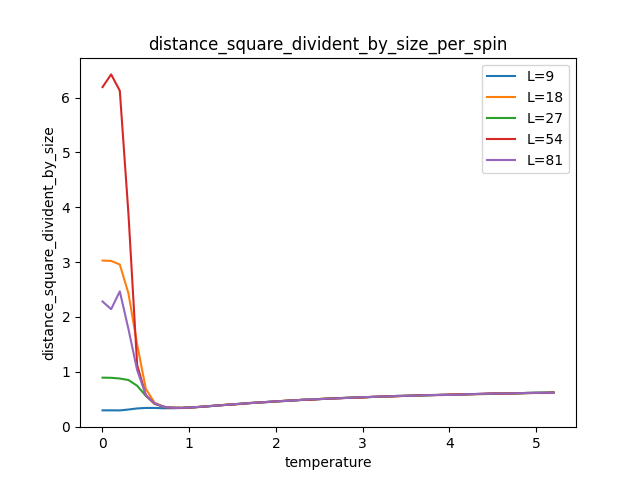 distance_square_divident_by_size_per_spin
distance_square_divident_by_size
6
5
4
3
2
1
0
0
1
2
3
4
5
temperature
L=9
L=18
L=27
L=54
L=81